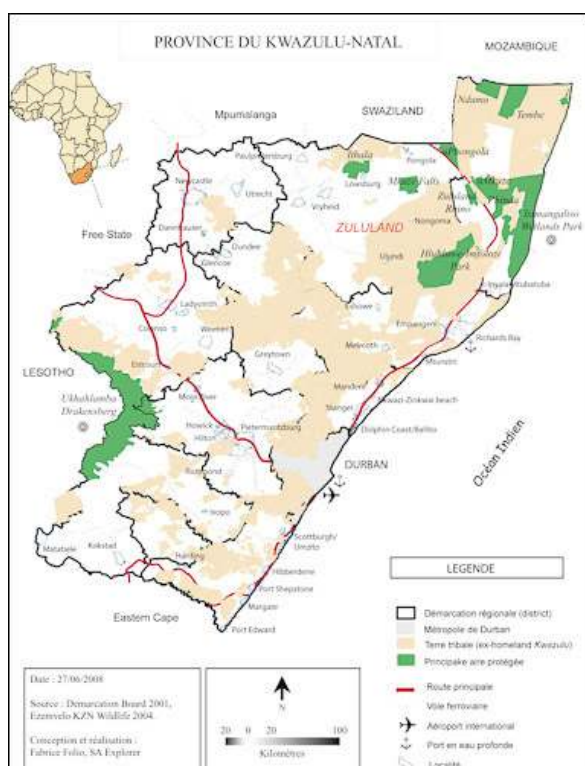 PROVINCE DU KWAZULU-NATAL
MOZAMBIQUE
SWAZILAND
Mpumalanga
Ndumo
Tembe
Paulpietersburg
Ithala
Pongola
Phongola
Newcastle
Utrecht
Louwsburg
Vryheid
Dannhauser
Nongoma
ZULULAND
Wetlands Park
Free State
Dundee
Glencoe
Ulundi
Park
Ladysmith
Colenso
Weenen
Eshowe
Empangeni
Greytown
Melmoth
Richards Bay
Mtunzini
LESOTHO
Estcourt
Mandeni
Ukhahlamba
Drakensberg
Mooi River
Stanger
Zinkwazi beach
Howick
Hilton
Pietermaritzburg
Dolphin Coast/Ballito
Océan Indien
Richmond
DURBAN
Ixopo
Matatiele
Kokstad
Harding
Scottburgh/
Umzinto
Hibberdene
Port Shepstone
Margate
Eastern Cape
Port Edward
LEGENDE
Démarcation régionale (district)
Métropole de Durban
Terre tribale (ex-homeland Kwazulu)
Principake aire protégée
Route principale
Voie ferroviaire
Aéroport international
Port en eau profonde
Localité
Date : 27/06/2008
Source : Demarcation Board 2001,
Ezemvelo KZN Wildlife 2004.
Conception et réalisation :
Fabrice Folio, SA Explorer
N
20 0 20 100
Kilomètres